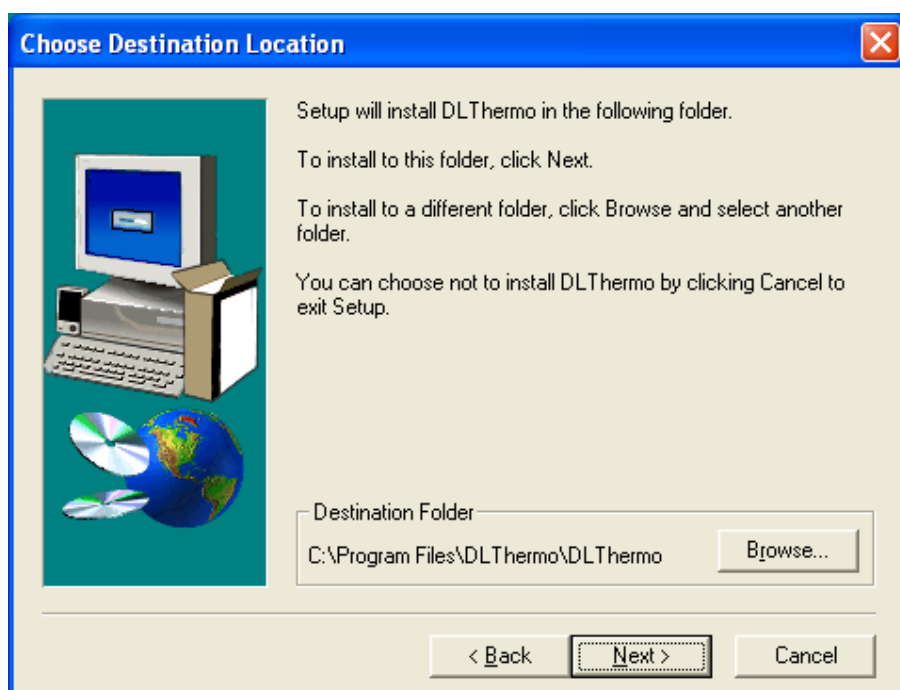 Choose Destination Location
Setup will install DLThermo in the following folder.
To install to this folder, click Next.
To install to a different folder, click Browse and select another
folder.
You can choose not to install DLThermo by clicking Cancel to
exit Setup.
Destination Folder
C:\Program Files\DLThermo\DLThermo
Browse...
< Back
Next >
Cancel